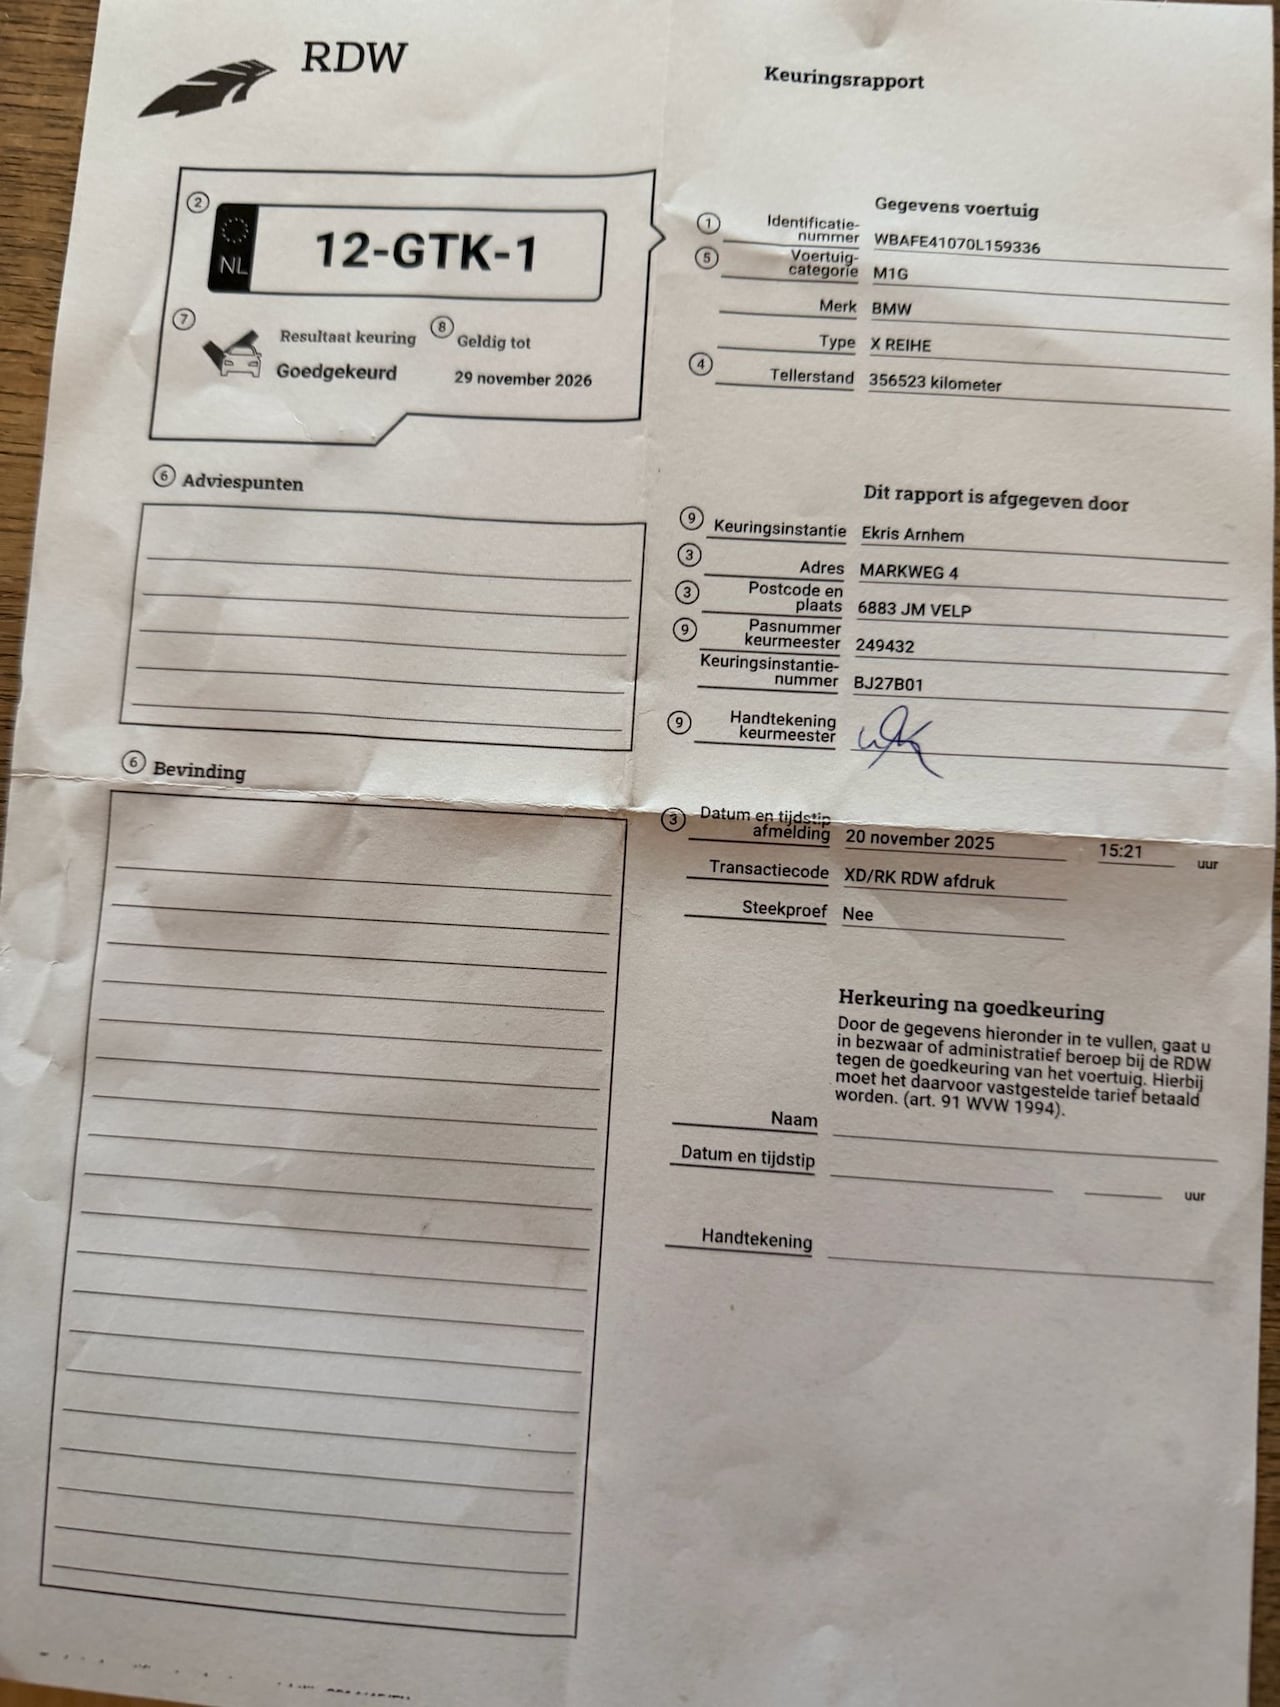 RDW
Keuringsrapport
2
NL
12-GTK-1
7
Resultaat keuring
Goedgekeurd
8
Geldig tot
29 november 2026
Gegevens voertuig
1 Identificatie-
nummer WBAFE41070L159336
5 Voertuig-
categorie M1G
Merk BMW
Type X REIHE
4 Tellerstand 356523 kilometer
6 Adviespunten
Dit rapport is afgegeven door
9 Keuringsinstantie Ekris Arnhem
3 Adres MARKWEG 4
3 Postcode en
plaats 6883 JM VELP
9 Pasnummer
keurmeester 249432
Keuringsinstantie-
nummer BJ27B01
9 Handtekening
keurmeester
6 Bevinding
3 Datum en tijdstip
afmelding 20 november 2025 15:21 uur
Transactiecode XD/RK RDW afdruk
Steekproef Nee
Herkeuring na goedkeuring
Door de gegevens hieronder in te vullen, gaat u
in bezwaar of administratief beroep bij de RDW
tegen de goedkeuring van het voertuig. Hierbij
moet het daarvoor vastgestelde tarief betaald
worden. (art. 91 WVW 1994).
Naam
Datum en tijdstip uur
Handtekening